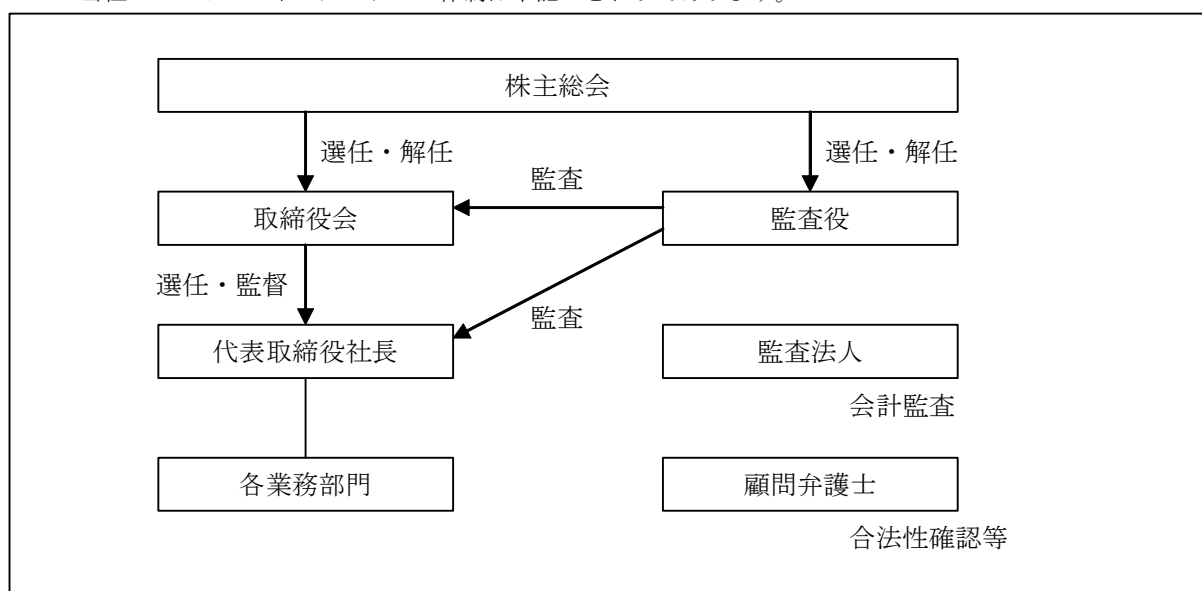 株主総会
選任・解任
選任・解任
監査
取締役会
監査役
選任・監督
監査
代表取締役社長
監査法人
会計監査
各業務部門
顧問弁護士
合法性確認等